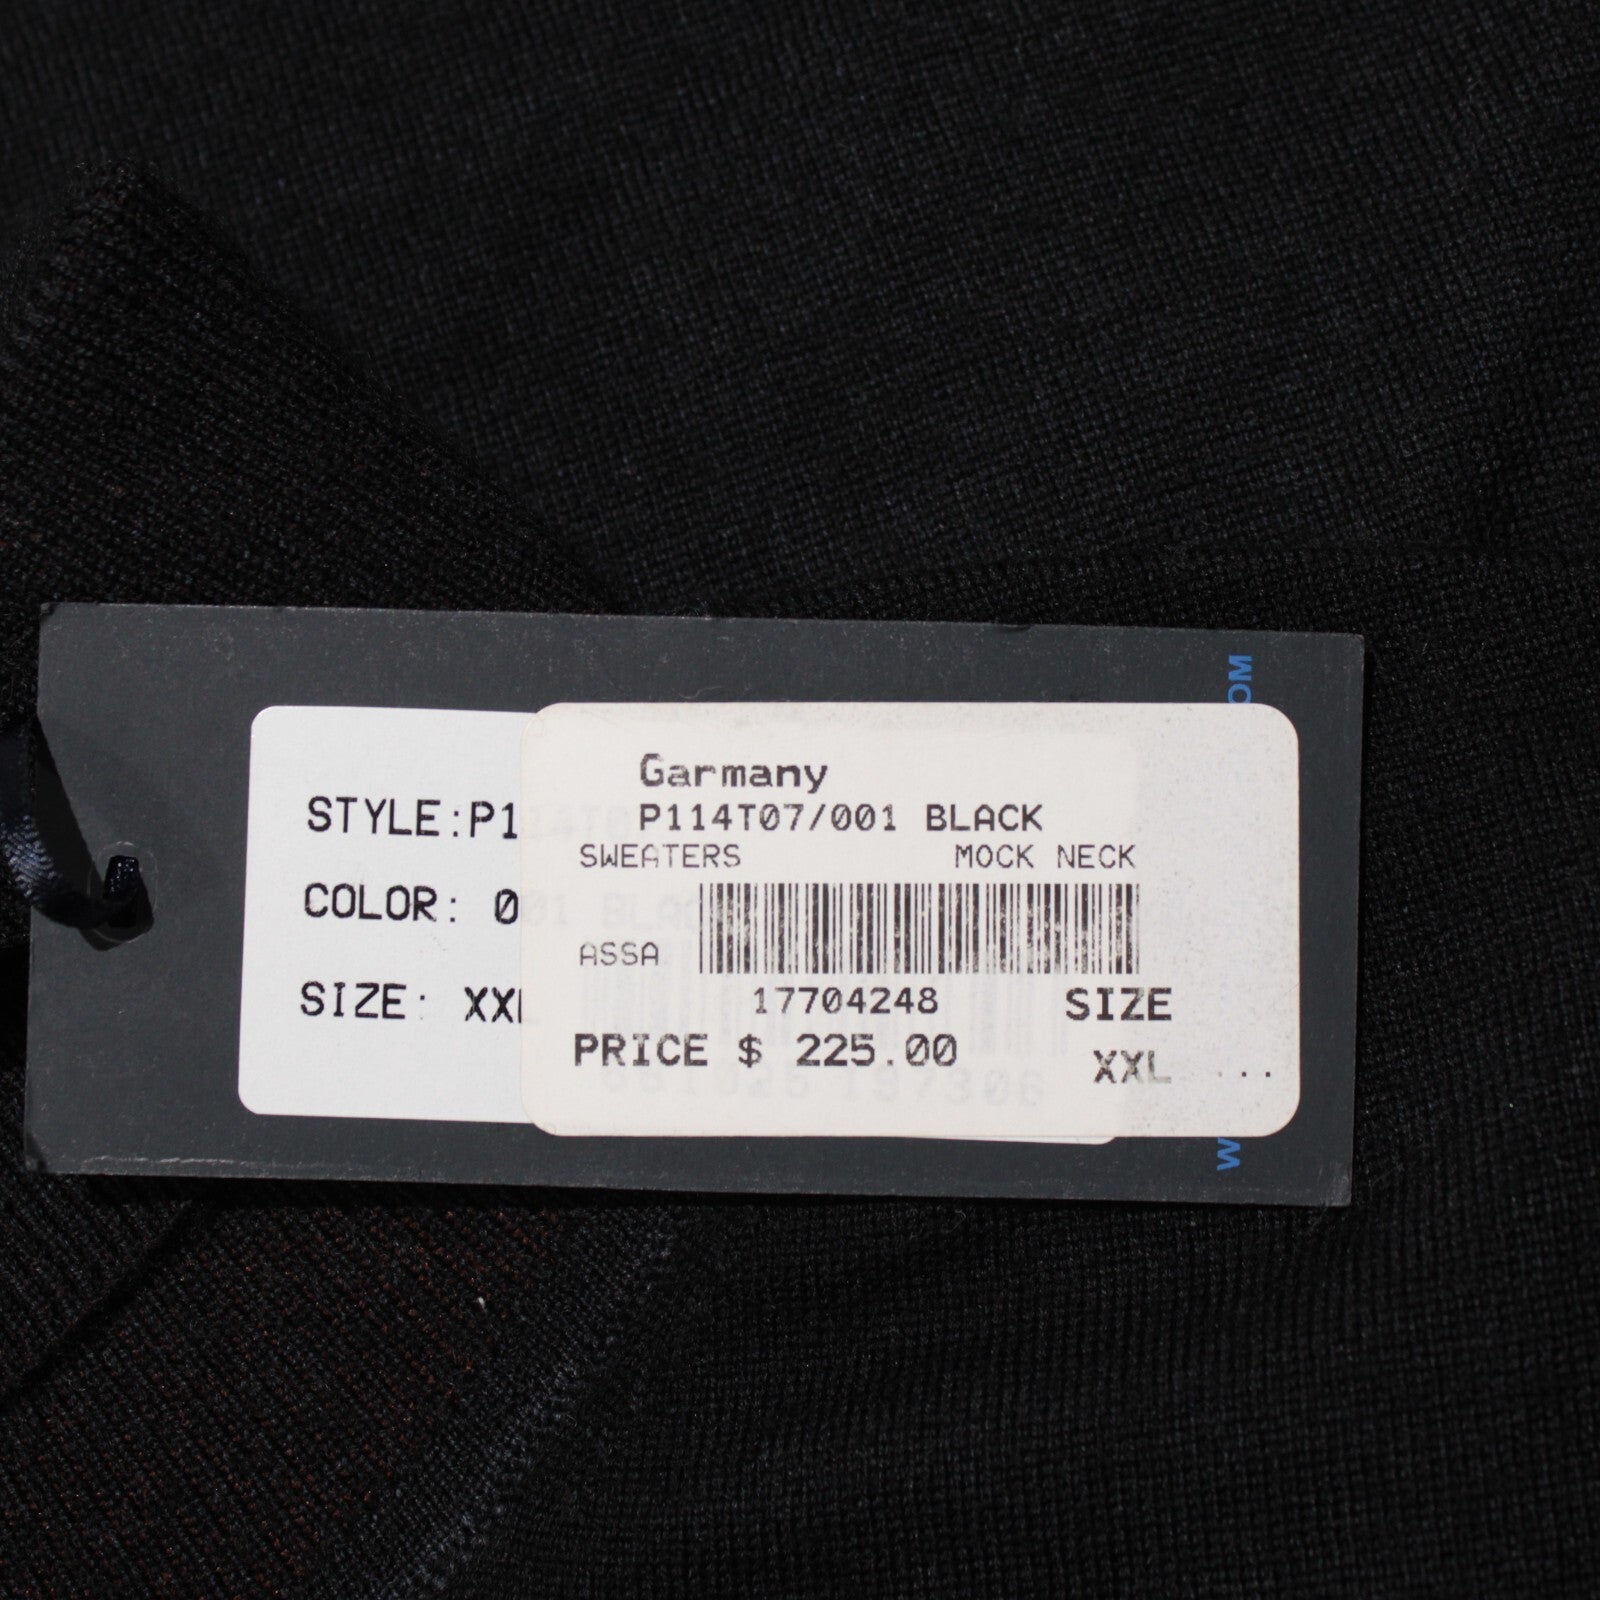 STYLE:P1
COLOR: 0
SIZE: XXL
Garmany
P114T07/001 BLACK
SWEATERS MOCK NECK
ASSA
17704248 SIZE
PRICE $ 225.00
XXL ...
OM
W